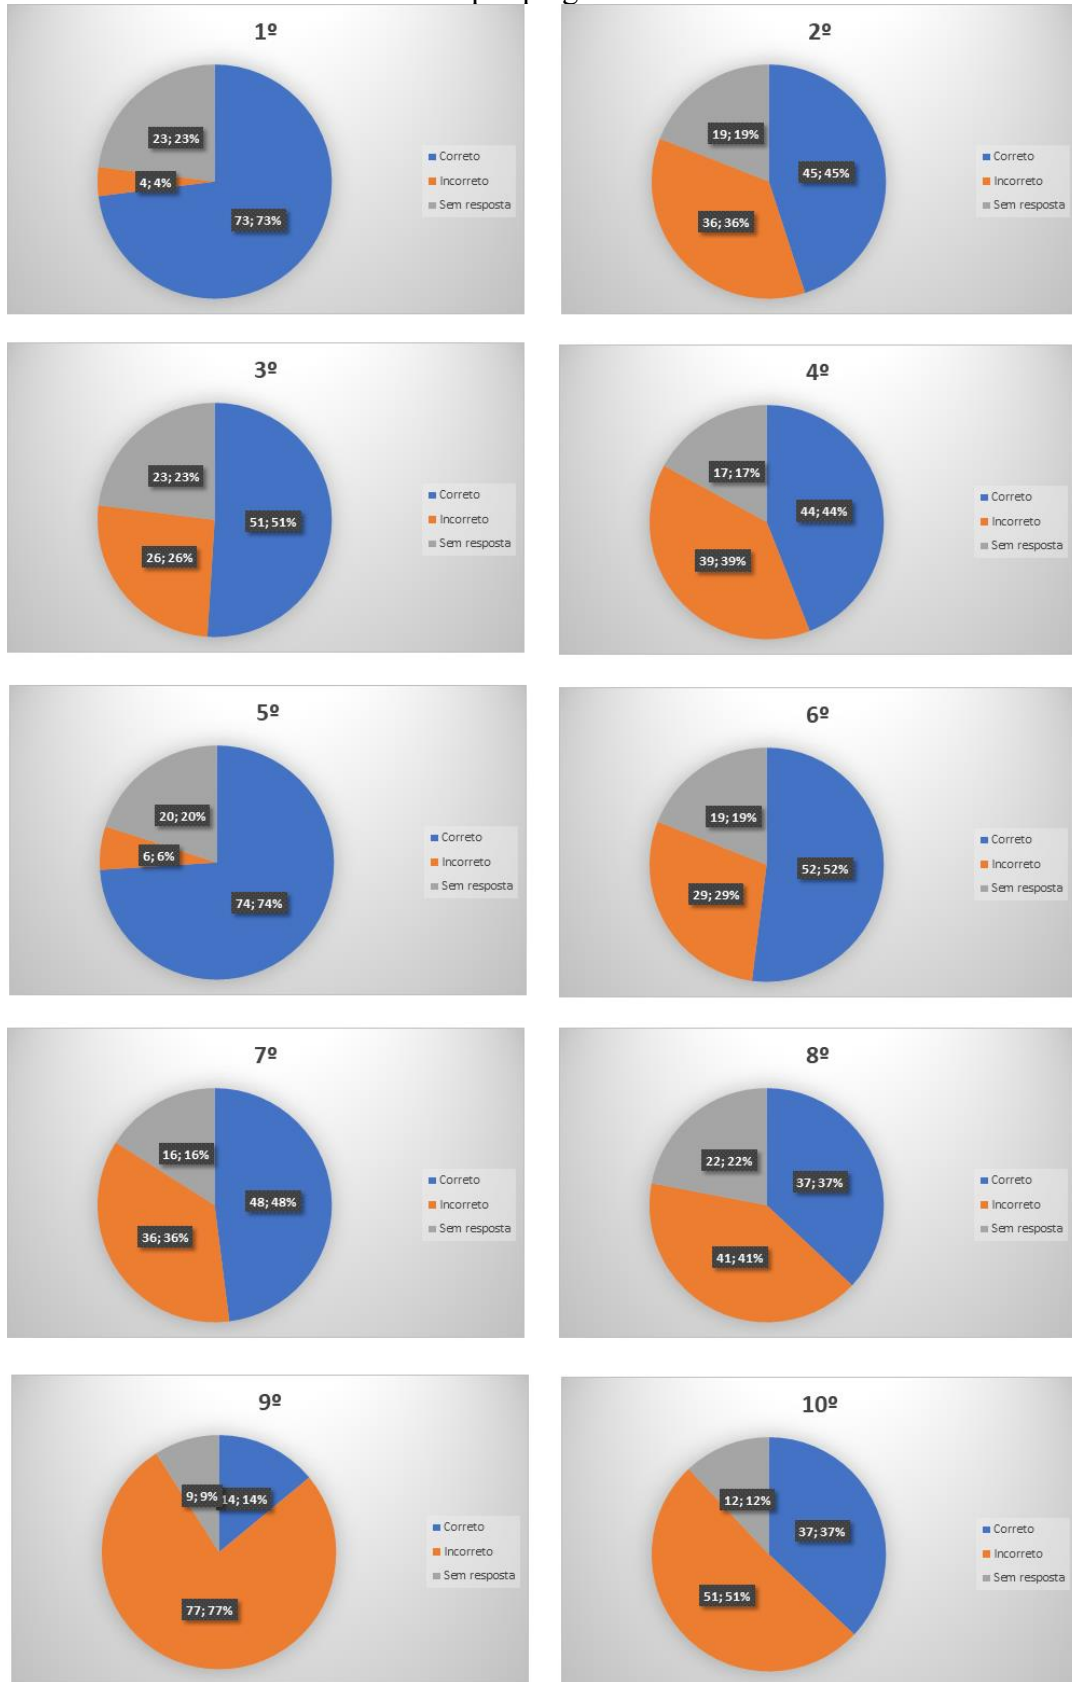 1º
23; 23%
4; 4%
73; 73%
Correto
Incorreto
Sem resposta
2º
19; 19%
45; 45%
36; 36%
Correto
Incorreto
Sem resposta
3º
23; 23%
51; 51%
26; 26%
Correto
Incorreto
Sem resposta
4º
17; 17%
44; 44%
39; 39%
Correto
Incorreto
Sem resposta
5º
20; 20%
6; 6%
74; 74%
Correto
Incorreto
Sem resposta
6º
19; 19%
52; 52%
29; 29%
Correto
Incorreto
Sem resposta
7º
16; 16%
48; 48%
36; 36%
Correto
Incorreto
Sem resposta
8º
22; 22%
37; 37%
41; 41%
Correto
Incorreto
Sem resposta
9º
9; 9%
14; 14%
77; 77%
Correto
Incorreto
Sem resposta
10º
12; 12%
37; 37%
51; 51%
Correto
Incorreto
Sem resposta